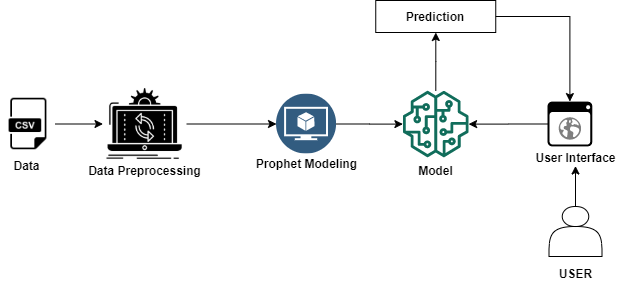 Prediction
CSV
Data
Data Preprocessing
Prophet Modeling
Model
User Interface
USER